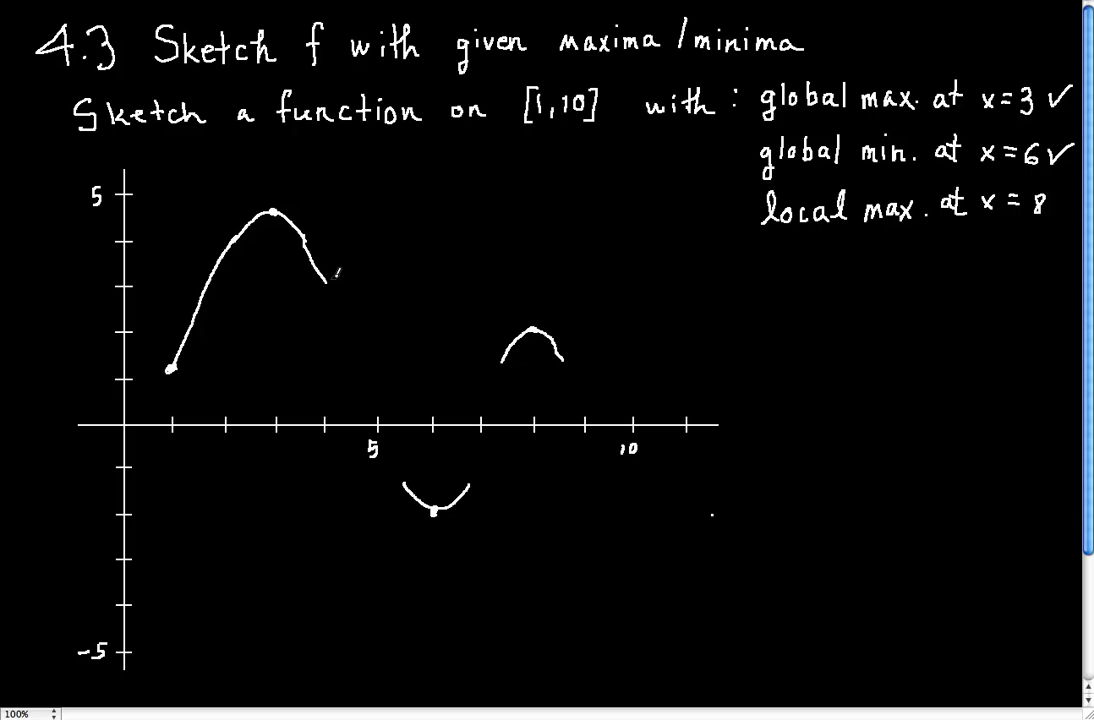 4.3 Sketch f with given maxima/minima
Sketch a function on [1,10] with: global max. at x=3 ✓
global min. at x=6 ✓
local max. at x=8
5
5
10
-5
100%